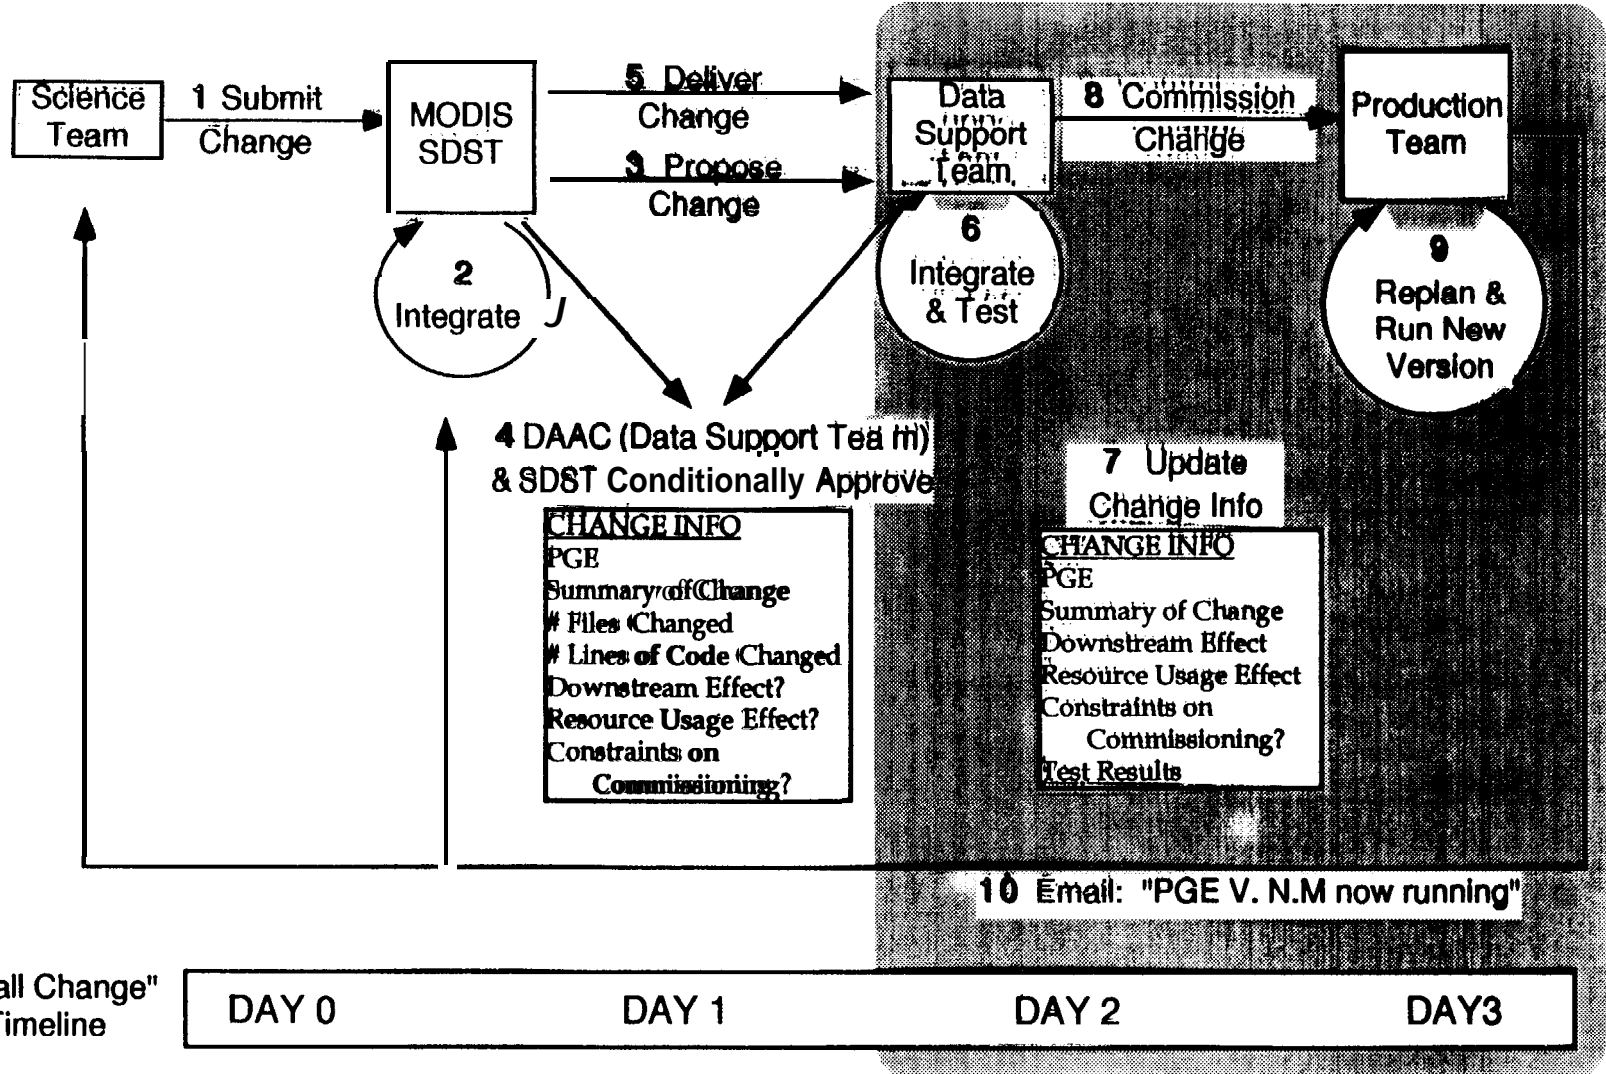 Science
Team
1 Submit
Change
MODIS
SDST
5 Deliver
Change
3 Propose
Change
Data
Support
Team
8 Commission
Change
Production
Team
2
Integrate
6
Integrate
& Test
9
Replan &
Run New
Version
4 DAAC (Data Support Team)
& SDST Conditionally Approve
CHANGE INFO
PGE
Summary of Change
# Files Changed
# Lines of Code Changed
Downstream Effect?
Resource Usage Effect?
Constraints on
Commissioning?
7 Update
Change Info
CHANGE INFO
PGE
Summary of Change
Downstream Effect
Resource Usage Effect
Constraints on
Commissioning?
Test Results
10 Email: "PGE V. N.M now running"
all Change"
Timeline
DAY 0
DAY 1
DAY 2
DAY3